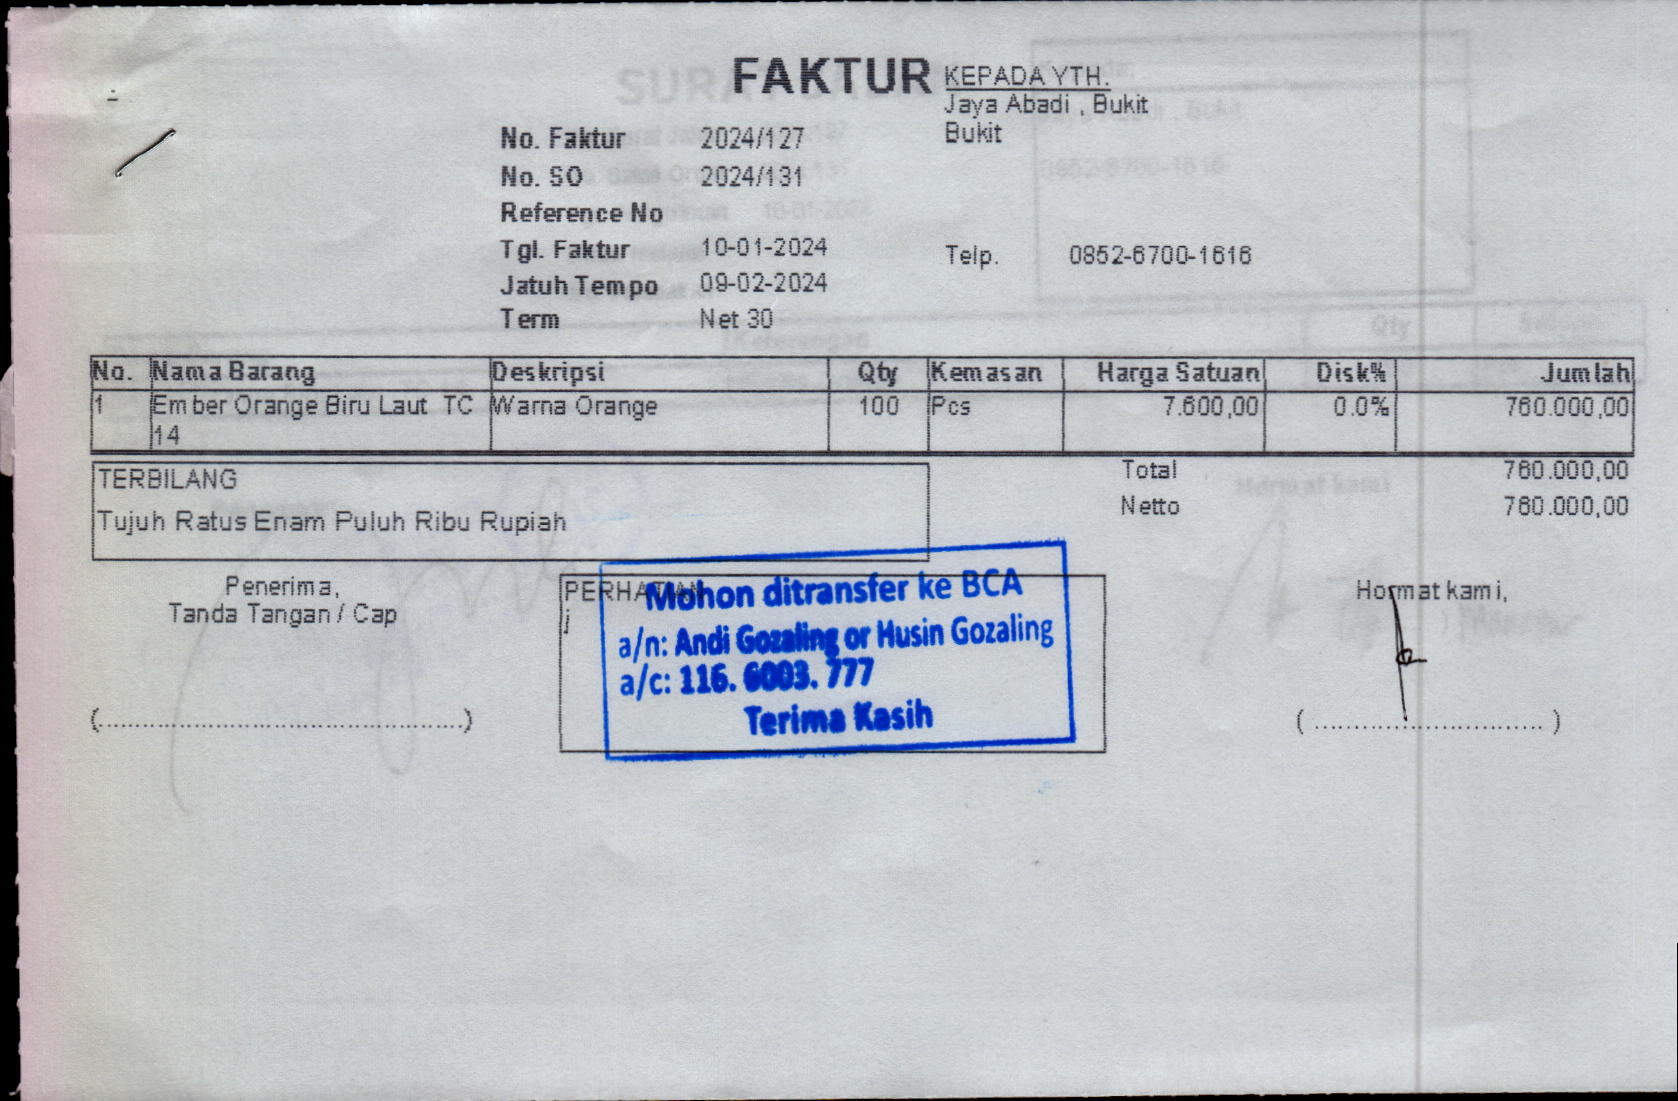 FAKTUR
KEPADA YTH.
Jaya Abadi , Bukit
Bukit
No. Faktur 2024/127
No. SO 2024/131
Reference No
Tgl. Faktur 10-01-2024
Telp. 0852-6700-1616
Jatuh Tempo 09-02-2024
Term Net 30
No. Nama Barang Deskripsi Qty Kemasan Harga Satuan Disk% Jumlah
1 Ember Orange Biru Laut TC Warna Orange 100 Pcs 7.600,00 0.0% 760.000,00
14
TERBILANG
Tujuh Ratus Enam Puluh Ribu Rupiah
Total 760.000,00
Netto 760.000,00
Penerima,
Tanda Tangan / Cap
(......................................................)
PERHATIAN
j
Mohon ditransfer ke BCA
a/n: Andi Gozaling or Husin Gozaling
a/c: 116. 6003. 777
Terima Kasih
Hormat kami,
( .................................. )